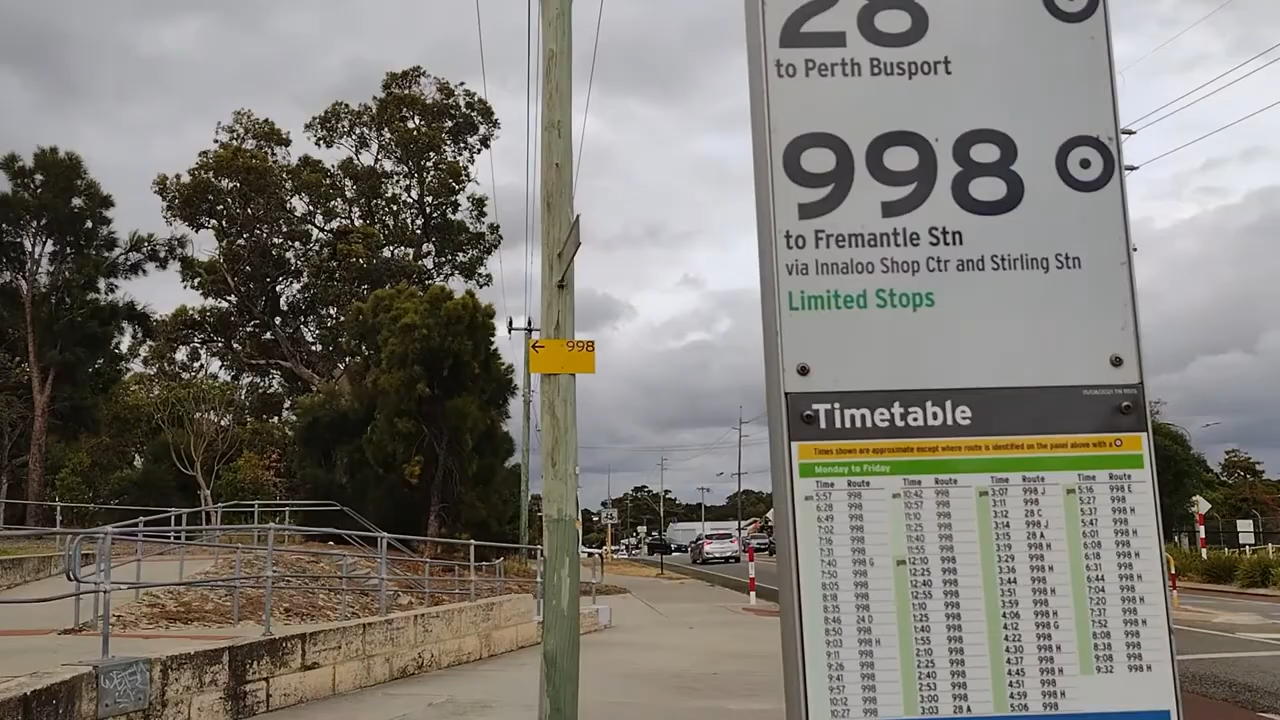 28
to Perth Busport
998
to Fremantle Stn
via Innaloo Shop Ctr and Stirling Stn
Limited Stops
← 998
Timetable
Times shown are approximate except where route is identified on the panel above with a
Monday to Friday
Time Route Time Route Time Route Time Route
am 5:57 998 am 10:42 998 pm 3:07 998 J pm 5:16 998 E
6:28 998 10:57 998 3:11 998 5:27 998
6:49 998 11:10 998 3:12 28 C 5:37 998 H
7:02 998 11:25 998 3:14 998 J 5:47 998
7:16 998 11:40 998 3:15 28 A 6:01 998 H
7:31 998 11:55 998 3:19 998 H 6:08 998
7:40 998 G pm 12:10 998 3:29 998 6:18 998 H
7:50 998 12:25 998 3:36 998 H 6:31 998
8:05 998 12:40 998 3:44 998 6:44 998 H
8:18 998 12:55 998 3:51 998 H 7:04 998
8:35 998 1:10 998 3:59 998 7:20 998 H
8:46 24 D 1:25 998 4:06 998 H 7:37 998
8:50 998 1:40 998 4:12 998 G 7:52 998 H
9:03 998 H 1:55 998 4:22 998 8:08 998
9:11 998 2:10 998 4:30 998 H 8:38 998
9:26 998 2:25 998 4:37 998 9:08 998
9:41 998 2:40 998 4:45 998 H 9:32 998 H
9:57 998 2:53 998 4:51 998
10:12 998 3:00 998 4:59 998 H
10:27 998 3:03 28 A 5:06 998